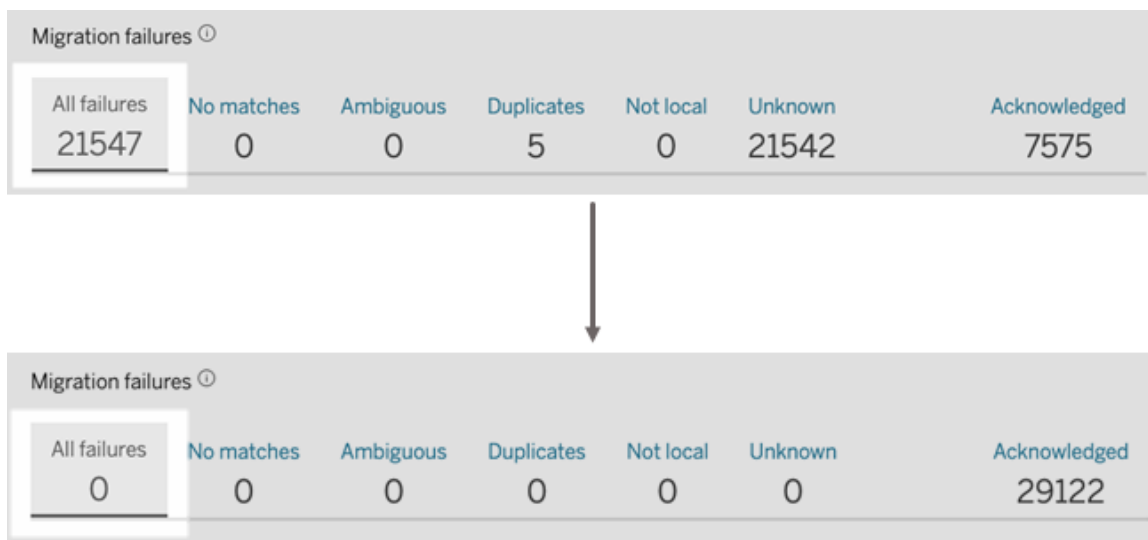 Migration failures
All failures No matches Ambiguous Duplicates Not local Unknown Acknowledged
21547 0 0 5 0 21542 7575
Migration failures
All failures No matches Ambiguous Duplicates Not local Unknown Acknowledged
0 0 0 0 0 0 29122